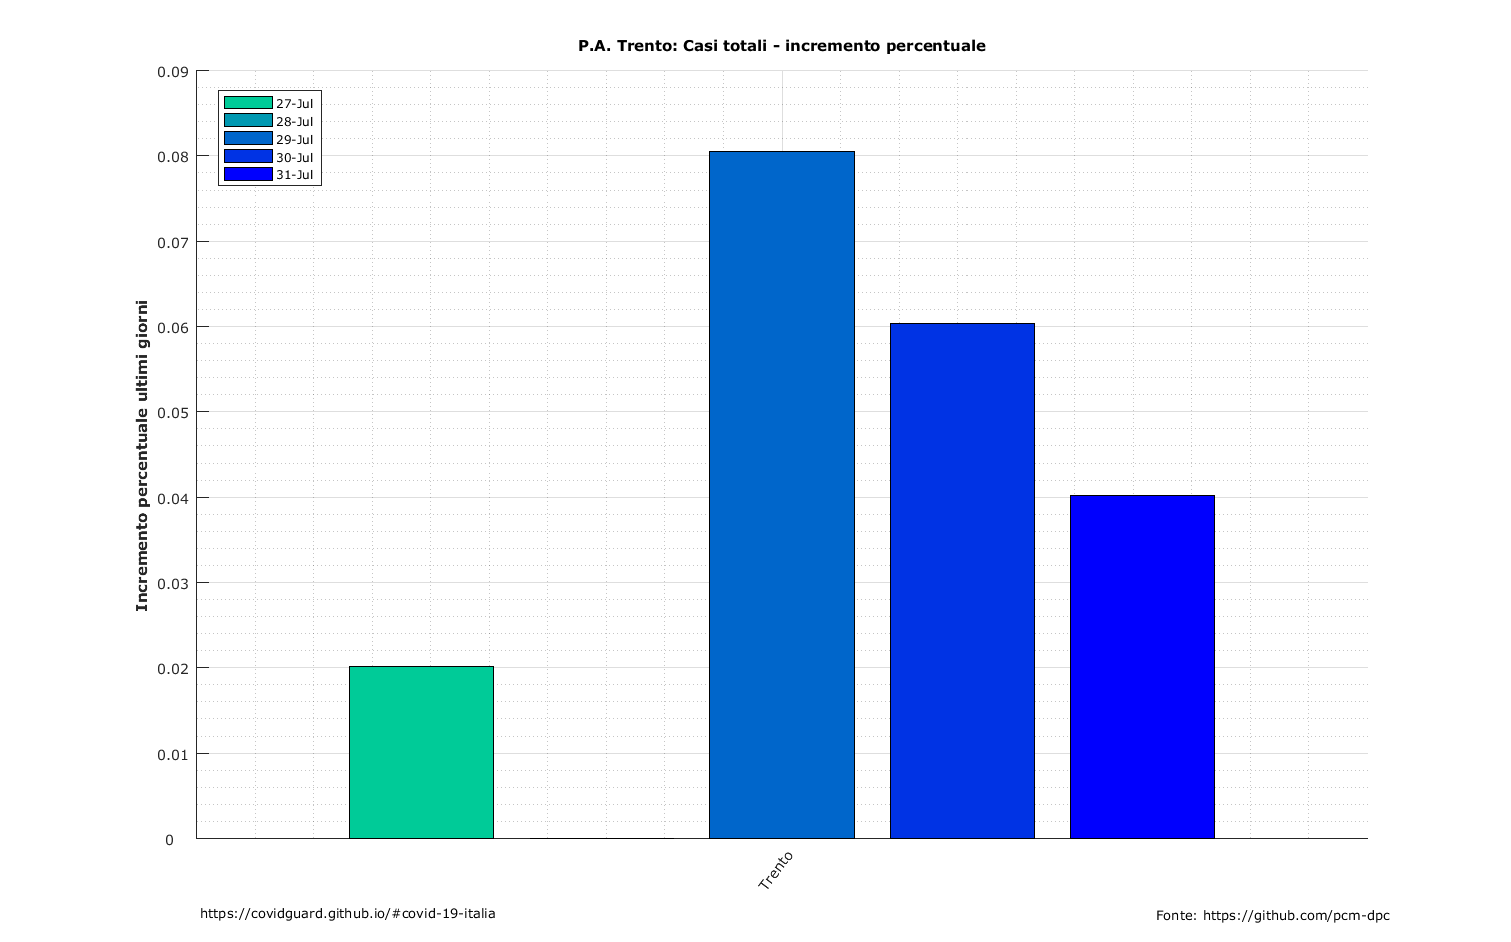 P.A. Trento: Casi totali - incremento percentuale
0.09
0.08
0.07
0.06
0.05
0.04
0.03
0.02
0.01
0
27-Jul
28-Jul
29-Jul
30-Jul
31-Jul
Incremento percentuale ultimi giorni
Trento
https://covidguard.github.io/#covid-19-italia
Fonte: https://github.com/pcm-dpc